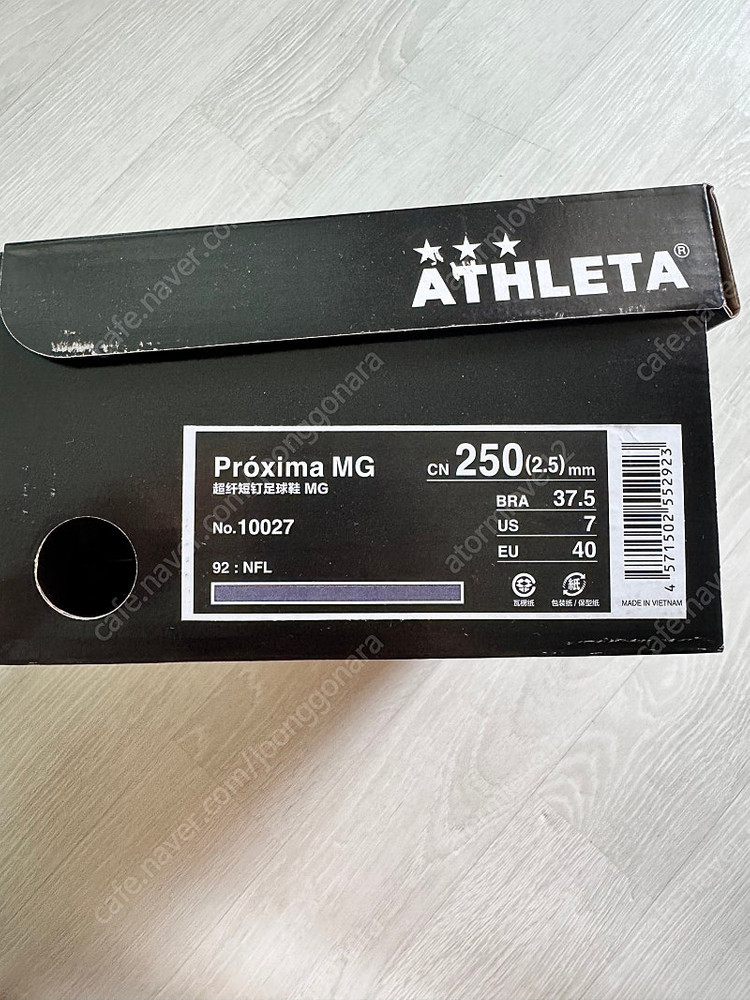 ★★★
ATHLETA®
Próxima MG
超纤短钉足球鞋 MG
No.10027
92 : NFL
CN 250(2.5)mm
BRA 37.5
US 7
EU 40
瓦楞纸
紙
包装纸 / 保型纸
4 571502 552923
MADE IN VIETNAM
cafe.naver.com/joonggonara
atormlover22